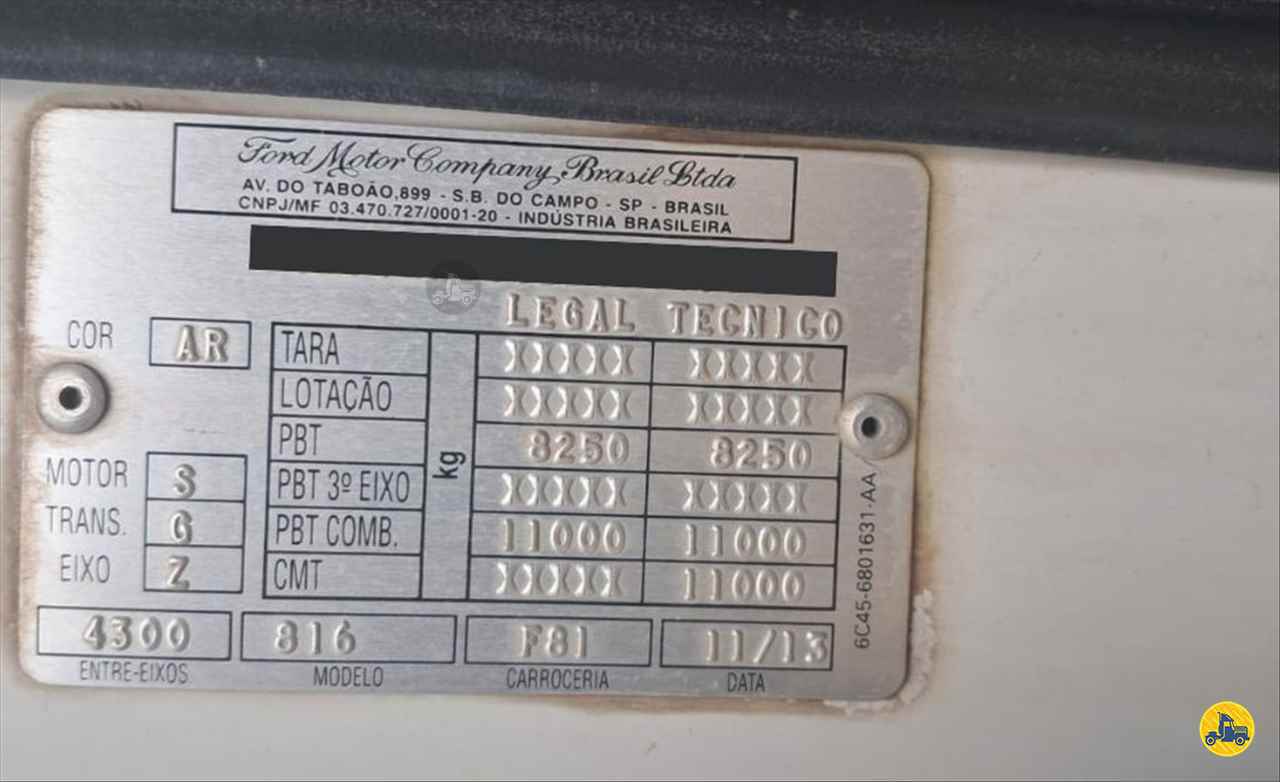 Ford Motor Company Brasil Ltda
AV. DO TABOÃO,899 - S.B. DO CAMPO - SP - BRASIL
CNPJ/MF 03.470.727/0001-20 - INDÚSTRIA BRASILEIRA
LEGAL TECNICO
COR AR TARA XXXXX XXXXX
LOTAÇÃO XXXXX XXXXX
PBT 8250 8250
MOTOR S PBT 3º EIXO kg XXXXX XXXXX
TRANS. G PBT COMB. 11000 11000
EIXO Z CMT XXXXX 11000
4300 816 F81 11/13
ENTRE-EIXOS MODELO CARROCERIA DATA
6C45-6801631-AA